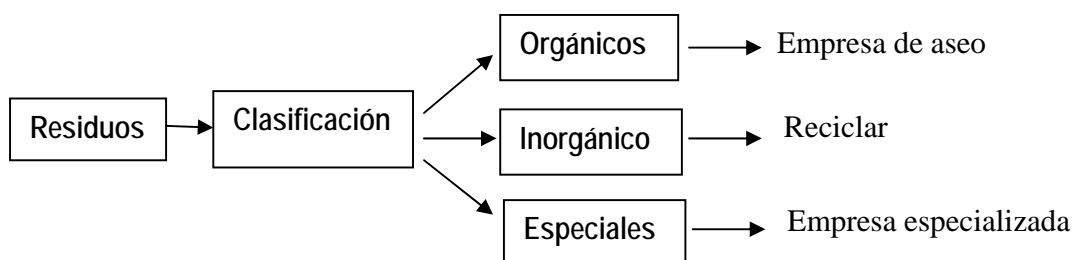 Residuos
Clasificación
Orgánicos
Empresa de aseo
Inorgánico
Reciclar
Especiales
Empresa especializada